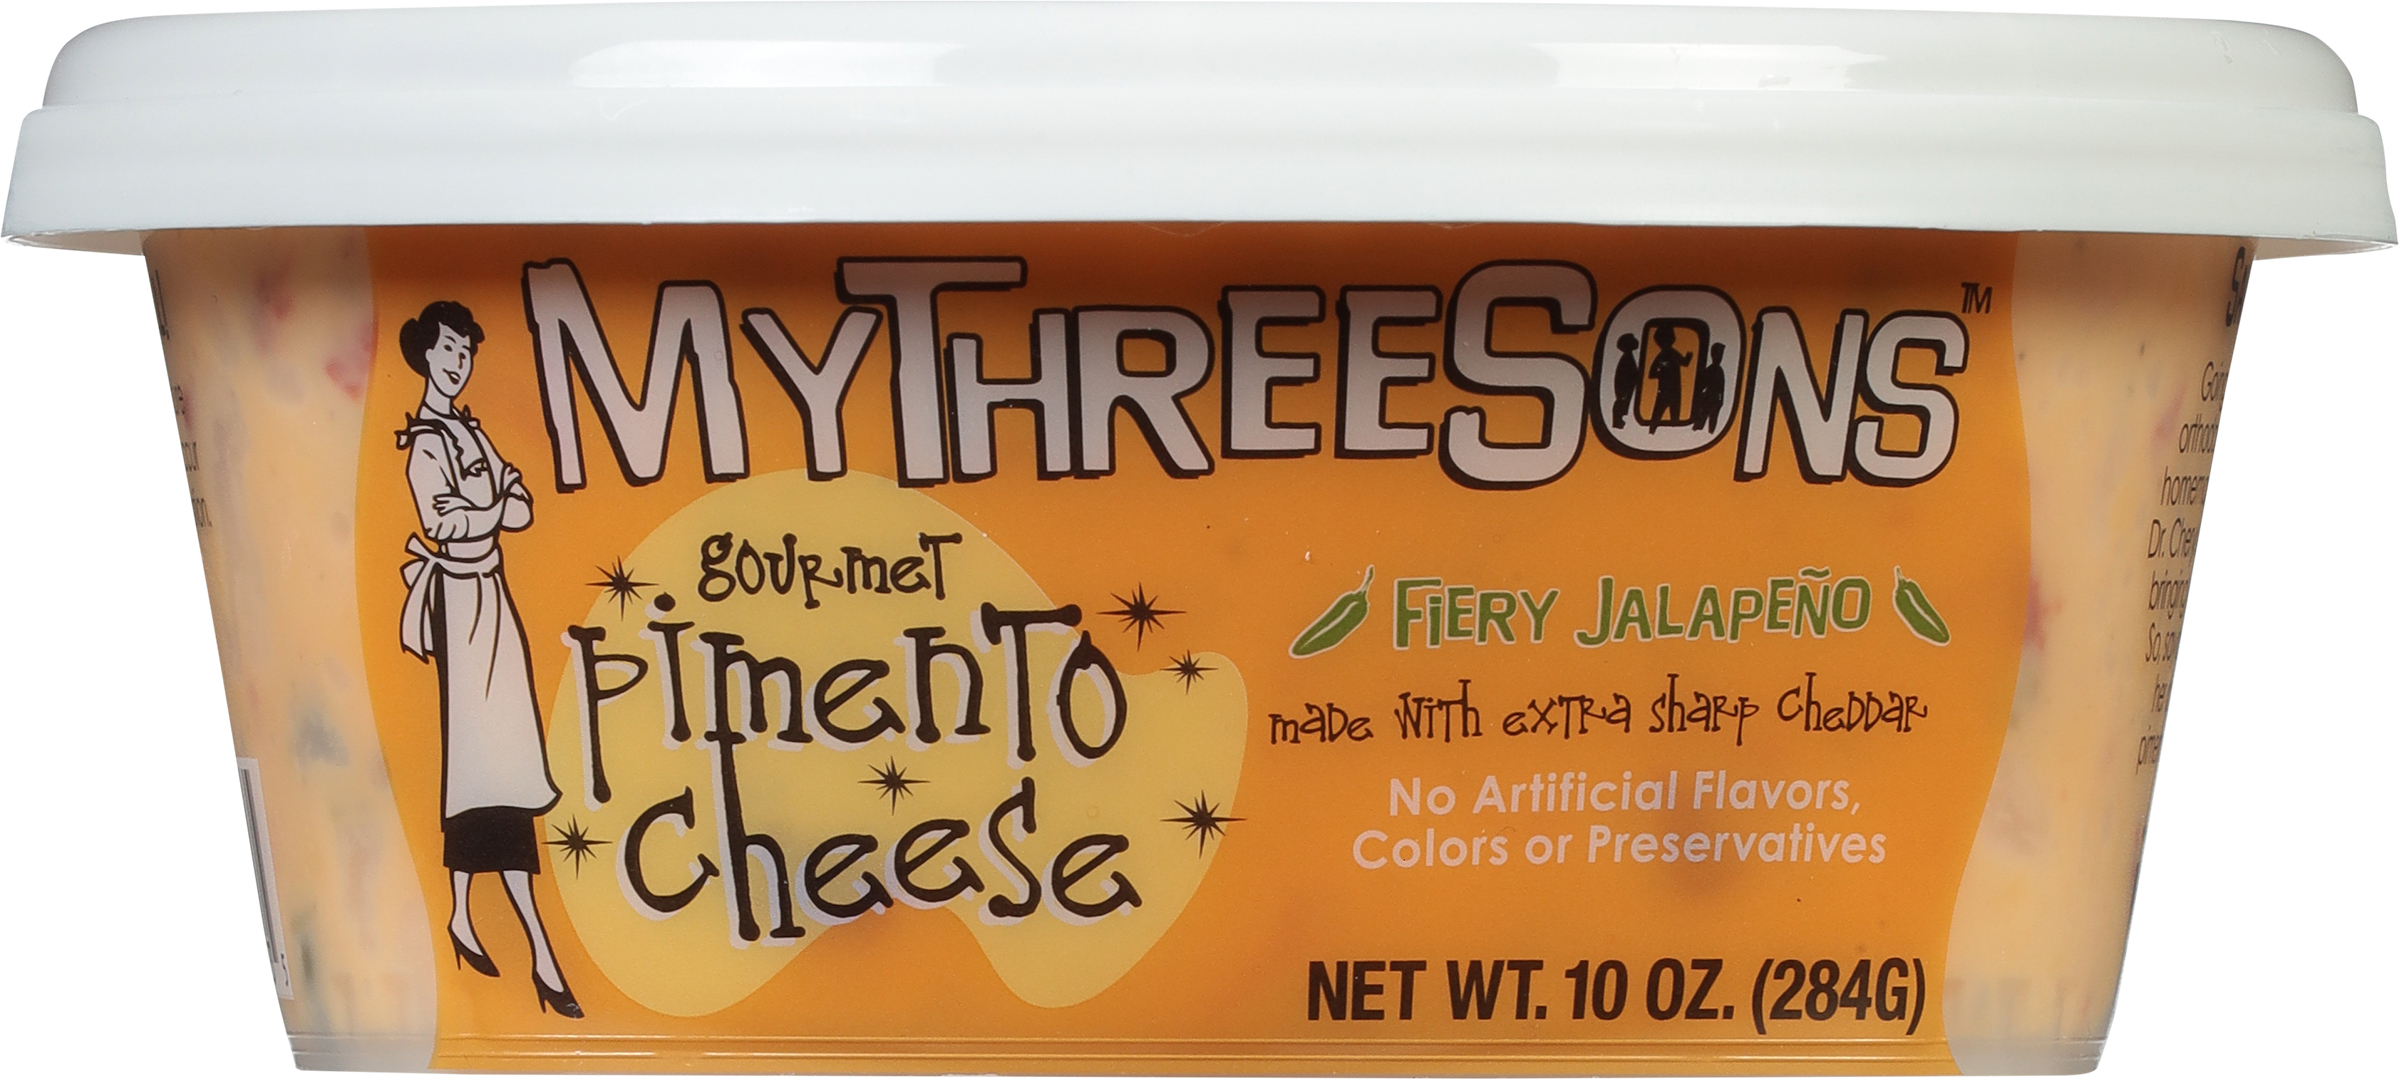 MYTHREESONS™
gourmet
pimento
cheese
FIERY JALAPEÑO
made with extra sharp cheddar
No Artificial Flavors,
Colors or Preservatives
NET WT. 10 OZ. (284G)